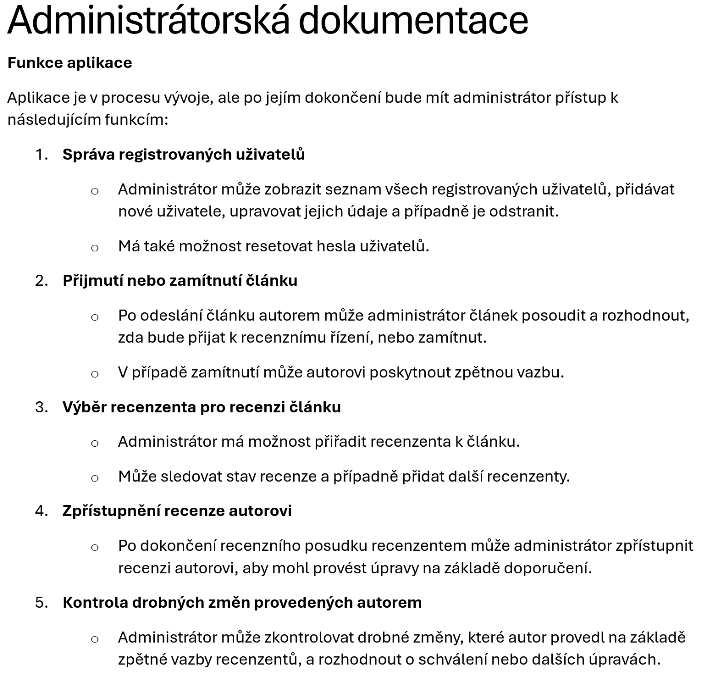 Administrátorská dokumentace
Funkce aplikace
Aplikace je v procesu vývoje, ale po jejím dokončení bude mít administrátor přístup k
následujícím funkcím:
1. Správa registrovaných uživatelů
o Administrátor může zobrazit seznam všech registrovaných uživatelů, přidávat
nové uživatele, upravovat jejich údaje a případně je odstranit.
o Má také možnost resetovat hesla uživatelů.
2. Přijmutí nebo zamítnutí článku
o Po odeslání článku autorem může administrátor článek posoudit a rozhodnout,
zda bude přijat k recenznímu řízení, nebo zamítnut.
o V případě zamítnutí může autorovi poskytnout zpětnou vazbu.
3. Výběr recenzenta pro recenzi článku
o Administrátor má možnost přiřadit recenzenta k článku.
o Může sledovat stav recenze a případně přidat další recenzenty.
4. Zpřístupnění recenze autorovi
o Po dokončení recenzního posudku recenzentem může administrátor zpřístupnit
recenzi autorovi, aby mohl provést úpravy na základě doporučení.
5. Kontrola drobných změn provedených autorem
o Administrátor může zkontrolovat drobné změny, které autor provedl na základě
zpětné vazby recenzentů, a rozhodnout o schválení nebo dalších úpravách.